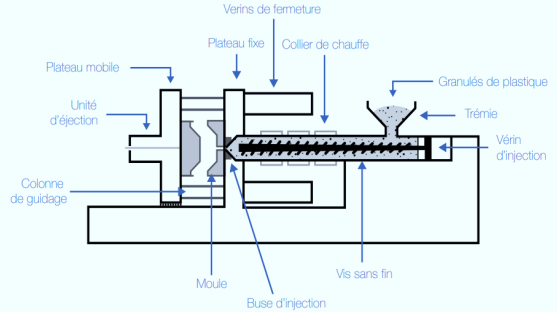 Verins de fermeture
Plateau fixe
Collier de chauffe
Plateau mobile
Granulés de plastique
Unité
d'éjection
Trémie
Vérin
d'injection
Colonne
de guidage
Vis sans fin
Moule
Buse d'injection